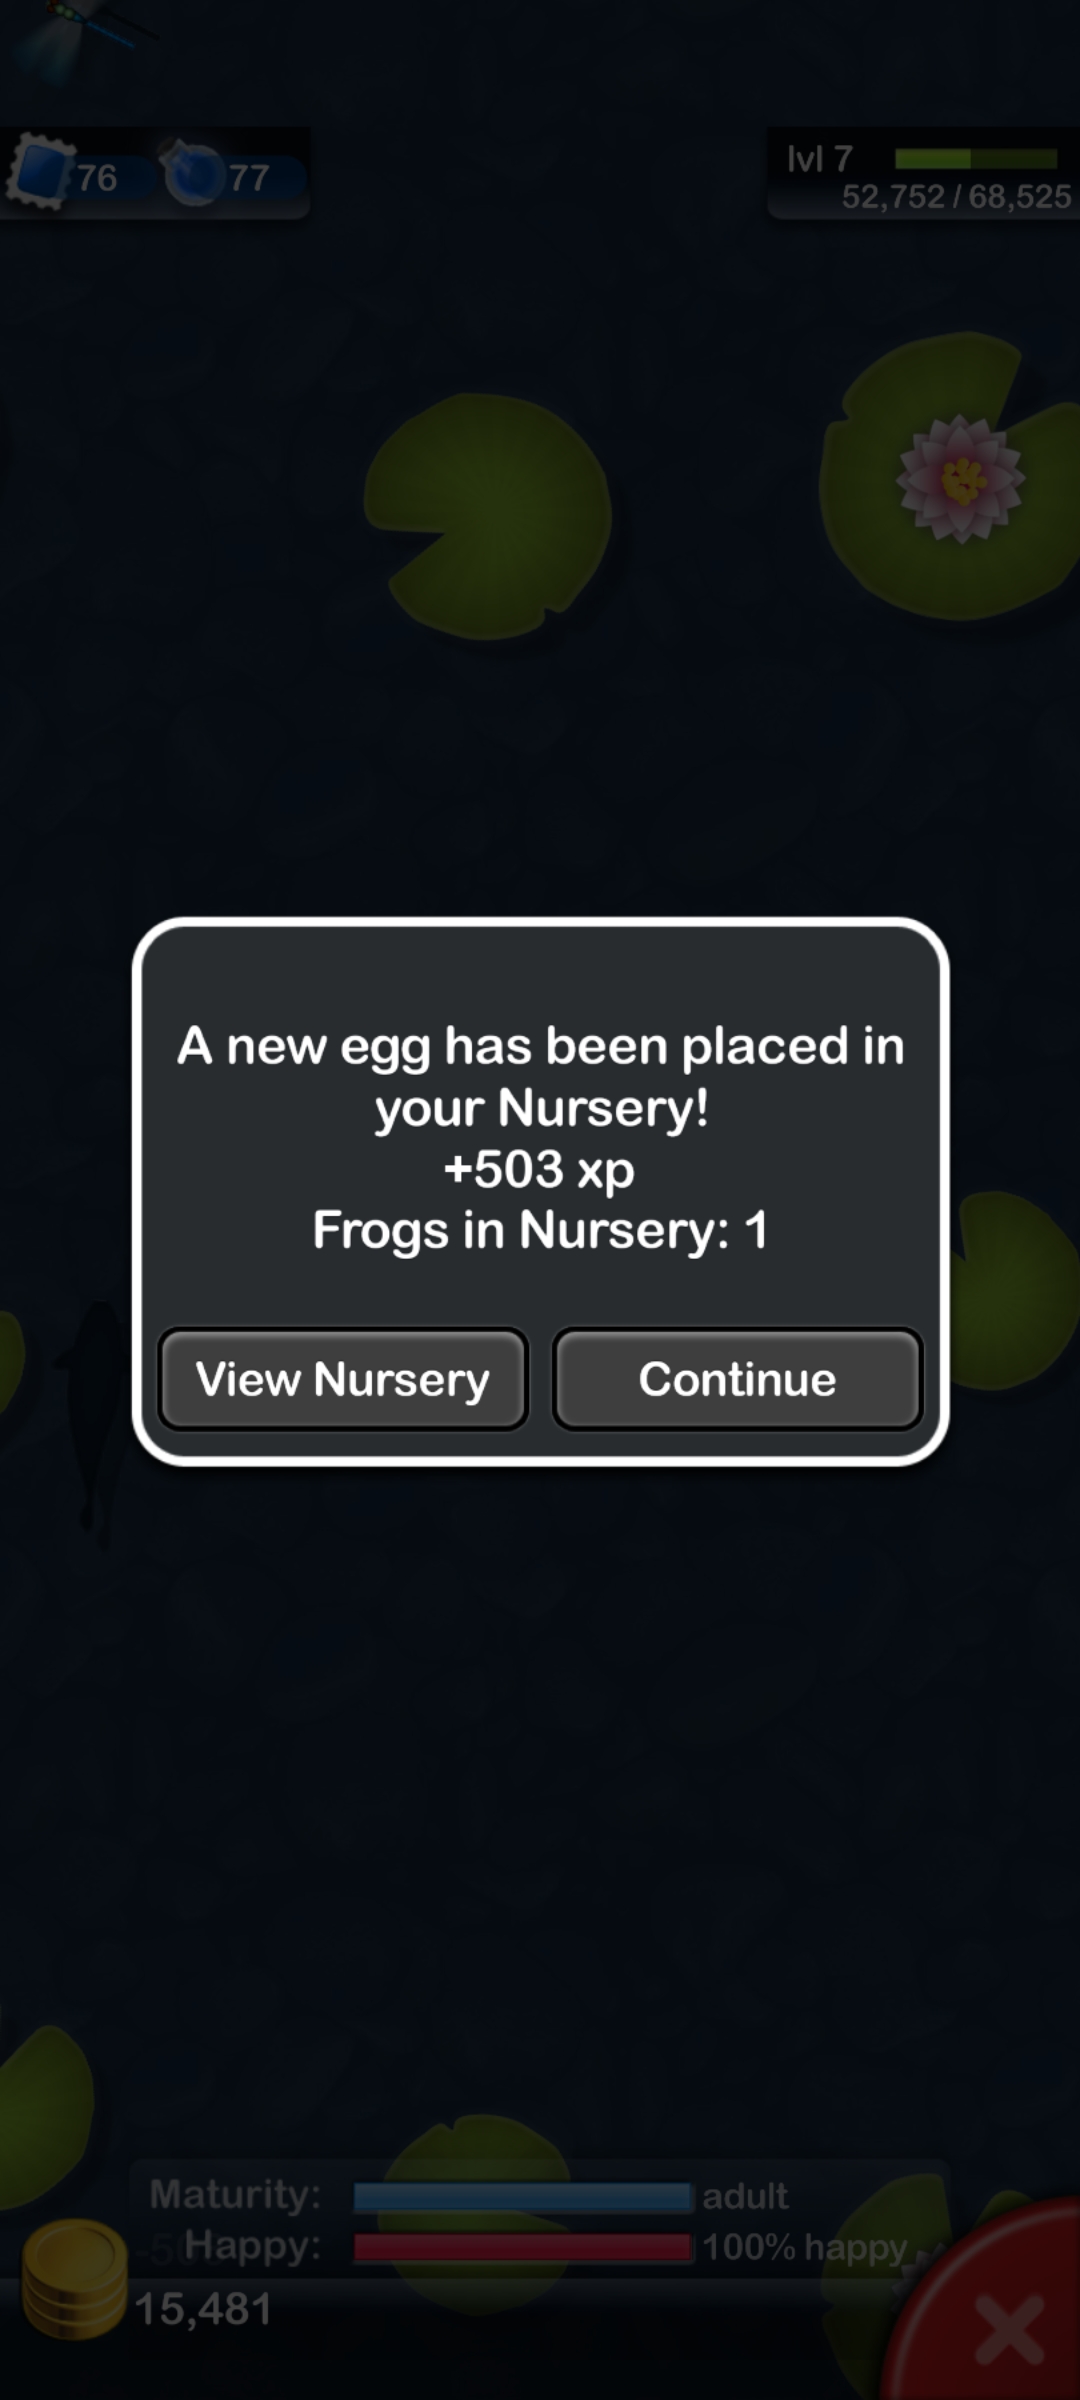 76
77
lvl 7
52,752 / 68,525
A new egg has been placed in
your Nursery!
+503 xp
Frogs in Nursery: 1
View Nursery
Continue
Maturity:
adult
Happy:
100% happy
15,481